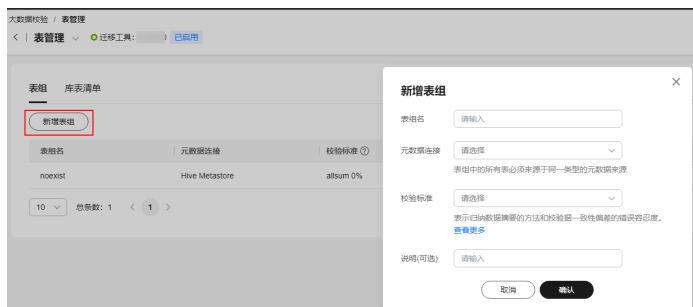 大数据校验 / 表管理
表管理 迁移工具: 已启用
表组 库表清单
新增表组
表组名 元数据连接 校验标准
noexist Hive Metastore allsum 0%
10 总条数: 1 < 1 >
新增表组
表组名 请输入
元数据连接 请选择
表组中的所有表必须来源于同一类型的元数据来源
校验标准 请选择
表示归纳数据摘要的方法和校验据一致性偏差的错误容忍度。
查看更多
说明(可选) 请输入
取消 确认